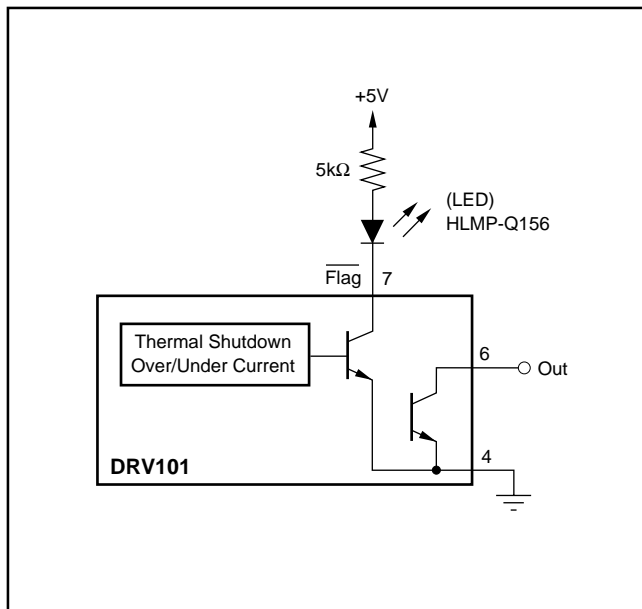 +5V
5kΩ
(LED)
HLMP-Q156
Flag 7
Thermal Shutdown
Over/Under Current
6
Out
4
DRV101